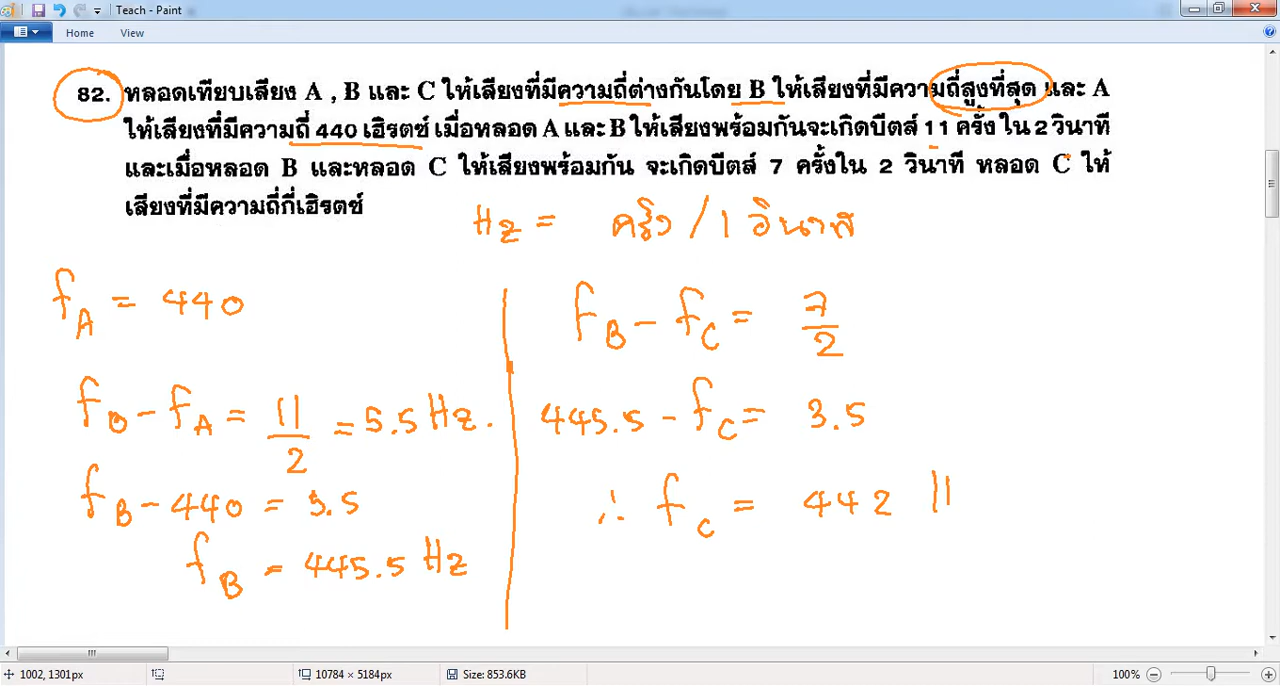 Teach - Paint
Home View
82. หลอดเทียบเสียง A , B และ C ให้เสียงที่มีความถี่ต่างกันโดย B ให้เสียงที่มีความถี่สูงที่สุด และ A
ให้เสียงที่มีความถี่ 440 เฮิรตซ์ เมื่อหลอด A และ B ให้เสียงพร้อมกันจะเกิดบีตส์ 11 ครั้ง ใน 2 วินาที
และเมื่อหลอด B และหลอด C ให้เสียงพร้อมกัน จะเกิดบีตส์ 7 ครั้งใน 2 วินาที หลอด C ให้
เสียงที่มีความถี่กี่เฮิรตซ์
Hz = ครั้ง / 1 วินาที
f_A = 440
f_B - f_A = 11/2 = 5.5 Hz.
f_B - 440 = 3.5
f_B = 445.5 Hz
f_B - f_C = 7/2
445.5 - f_C = 3.5
∴ f_C = 442
1002, 1301px 10784 × 5184px Size: 853.6KB 100%